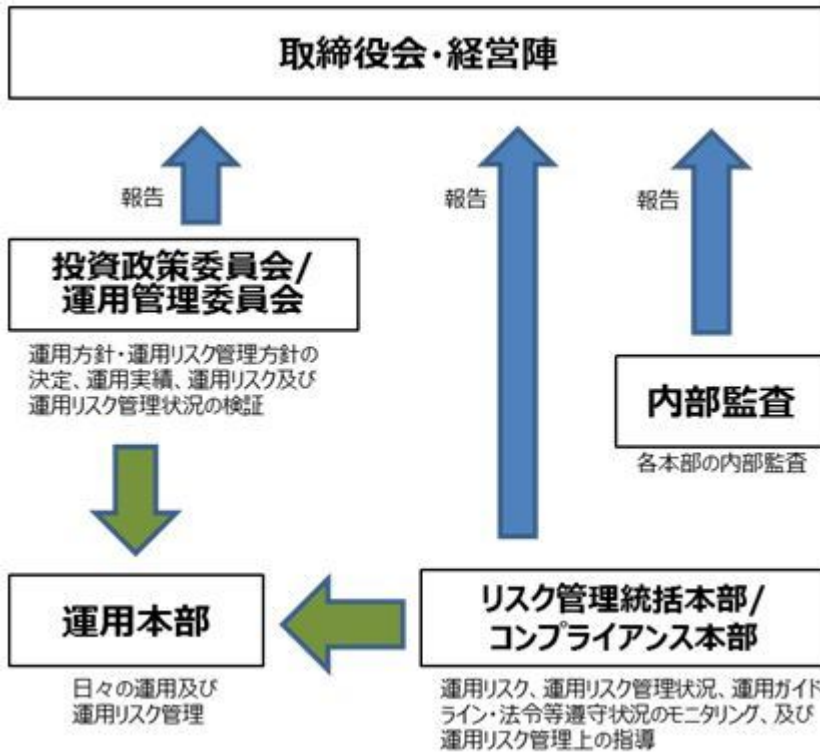 取締役会・経営陣
報告
報告
報告
投資政策委員会/
運用管理委員会
運用方針・運用リスク管理方針の
決定、運用実績、運用リスク及び
運用リスク管理状況の検証
内部監査
各本部の内部監査
運用本部
日々の運用及び
運用リスク管理
リスク管理統括本部/
コンプライアンス本部
運用リスク、運用リスク管理状況、運用ガイド
ライン・法令等遵守状況のモニタリング、及び
運用リスク管理上の指導